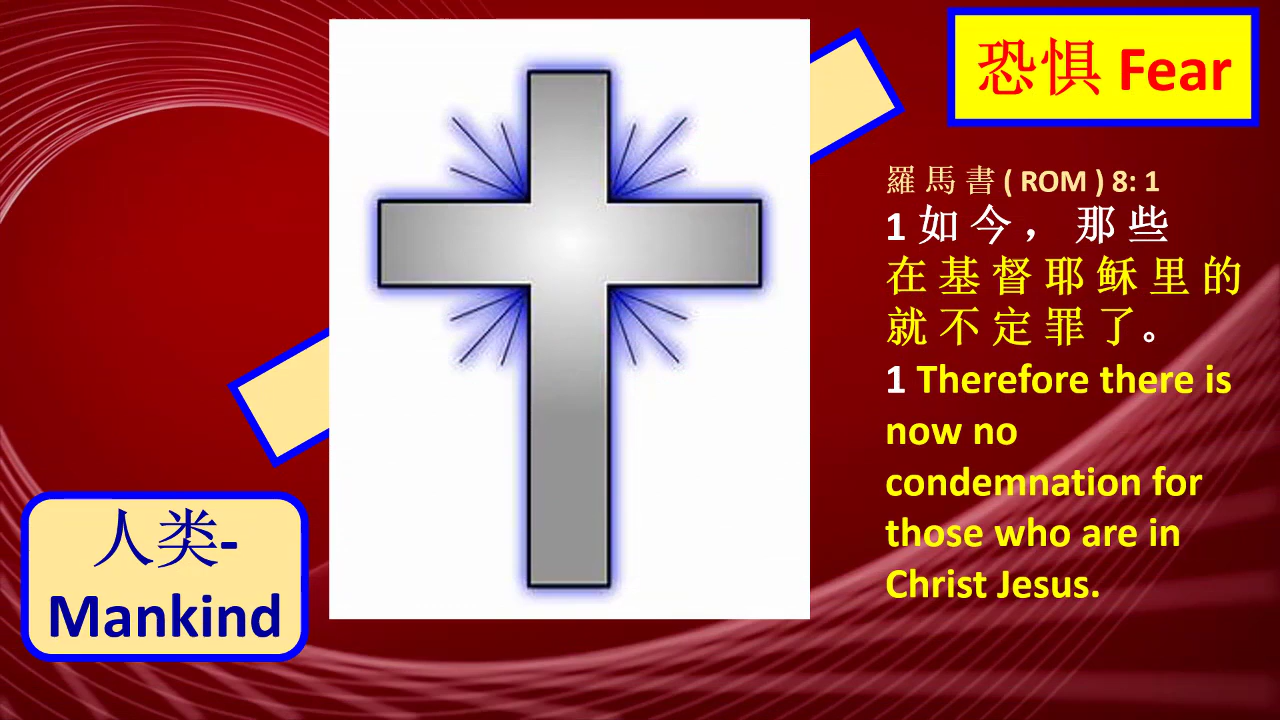 恐惧 Fear
羅 馬 書 ( ROM ) 8: 1
1 如 今 ， 那 些
在 基 督 耶 稣 里 的
就 不 定 罪 了 。
1 Therefore there is
now no
condemnation for
those who are in
Christ Jesus.
人类-
Mankind